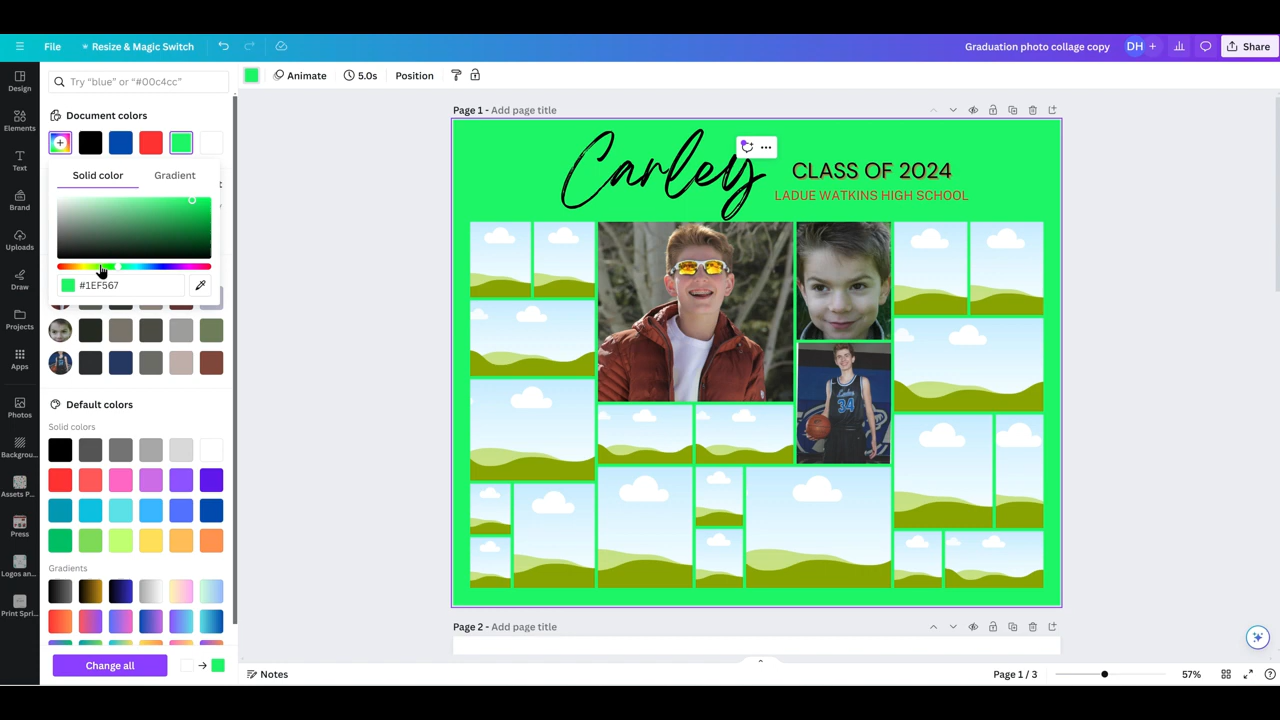 File
Resize & Magic Switch
Graduation photo collage copy
DH
Share
Design
Elements
Text
Brand
Uploads
Draw
Projects
Apps
Photos
Backgrou...
Assets P...
Press
Logos an...
Print Spri...
Try “blue” or “#00c4cc”
Document colors
Solid color
Gradient
#1EF567
Default colors
Solid colors
Gradients
Change all
Animate
5.0s
Position
Page 1 - Add page title
Carley
CLASS OF 2024
LADUE WATKINS HIGH SCHOOL
34
Page 2 - Add page title
Notes
Page 1 / 3
57%